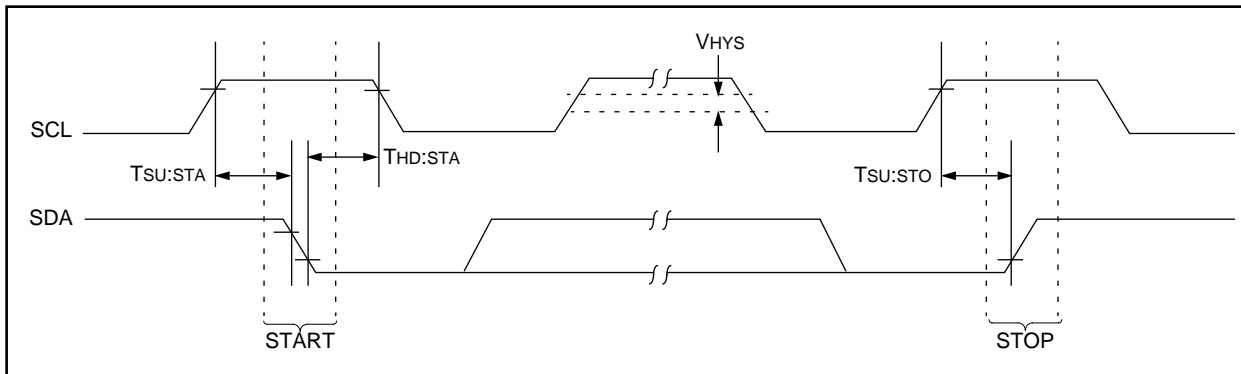 VHYS
SCL
THD:STA
TSU:STA
TSU:STO
SDA
START
STOP